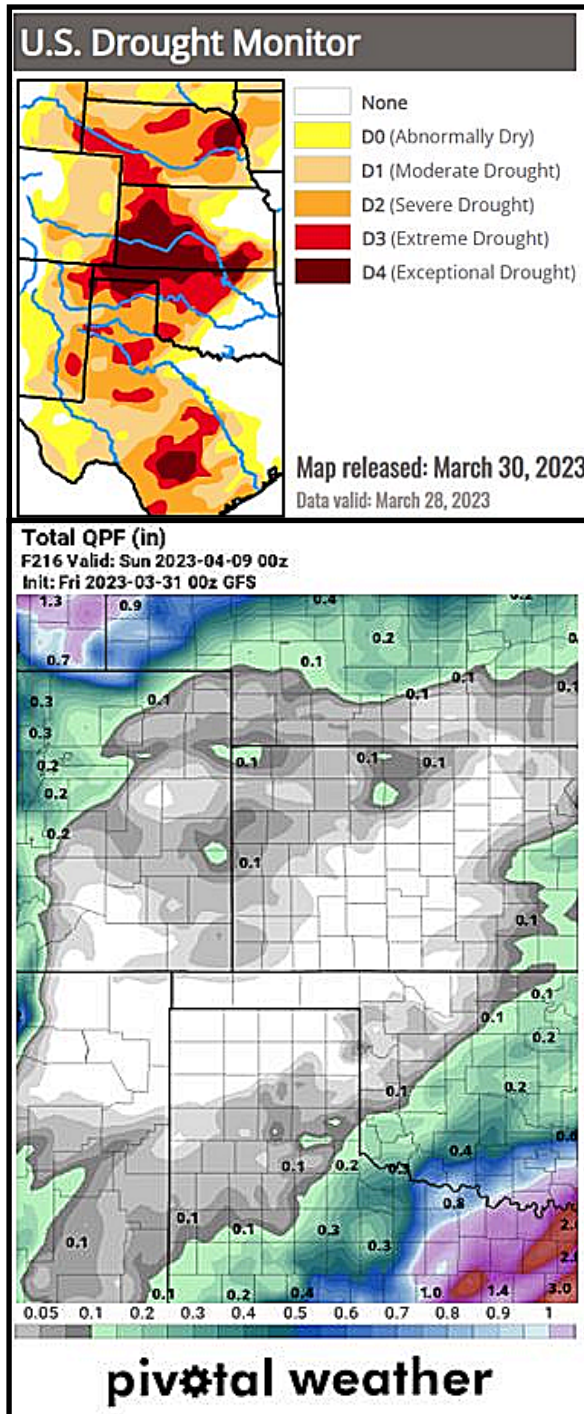 U.S. Drought Monitor
None
D0 (Abnormally Dry)
D1 (Moderate Drought)
D2 (Severe Drought)
D3 (Extreme Drought)
D4 (Exceptional Drought)
Map released: March 30, 2023
Data valid: March 28, 2023
Total QPF (in)
F216 Valid: Sun 2023-04-09 00z
Init: Fri 2023-03-31 00z GFS
1.3 0.9 0.4 0.2
0.7 0.1
0.3 0.1 0.1 0.1
0.3
0.2 0.1 0.1 0.1
0.2
0.2 0.1
0.1
0.1
0.1 0.2
0.1 0.2
0.1 0.2 0.4
0.8
0.1 0.1 0.3
0.1 0.3
0.1 0.2 0.4 1.0 1.4 3.0
0.05 0.1 0.2 0.3 0.4 0.5 0.6 0.7 0.8 0.9 1
pivotal weather